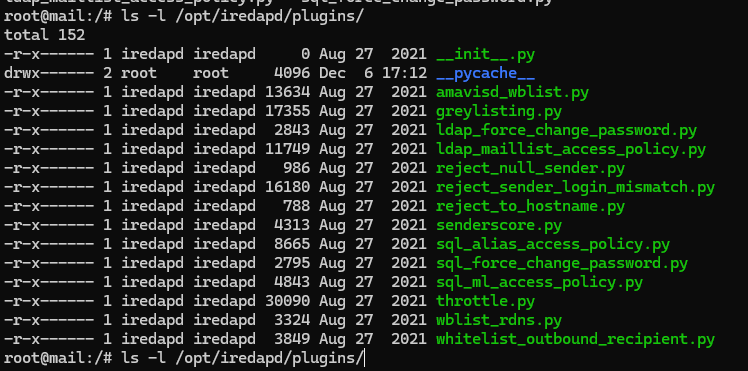 ldap_maillist_access_policy.py   sql_force_change_password.py
root@mail:/# ls -l /opt/iredapd/plugins/
total 152
-r-x------ 1 iredapd iredapd     0 Aug 27  2021 __init__.py
drwx------ 2 root    root     4096 Dec  6 17:12 __pycache__
-r-x------ 1 iredapd iredapd 13634 Aug 27  2021 amavisd_wblist.py
-r-x------ 1 iredapd iredapd 17355 Aug 27  2021 greylisting.py
-r-x------ 1 iredapd iredapd  2843 Aug 27  2021 ldap_force_change_password.py
-r-x------ 1 iredapd iredapd 11749 Aug 27  2021 ldap_maillist_access_policy.py
-r-x------ 1 iredapd iredapd   986 Aug 27  2021 reject_null_sender.py
-r-x------ 1 iredapd iredapd 16180 Aug 27  2021 reject_sender_login_mismatch.py
-r-x------ 1 iredapd iredapd   788 Aug 27  2021 reject_to_hostname.py
-r-x------ 1 iredapd iredapd  4313 Aug 27  2021 senderscore.py
-r-x------ 1 iredapd iredapd  8665 Aug 27  2021 sql_alias_access_policy.py
-r-x------ 1 iredapd iredapd  2795 Aug 27  2021 sql_force_change_password.py
-r-x------ 1 iredapd iredapd  4843 Aug 27  2021 sql_ml_access_policy.py
-r-x------ 1 iredapd iredapd 30090 Aug 27  2021 throttle.py
-r-x------ 1 iredapd iredapd  3324 Aug 27  2021 wblist_rdns.py
-r-x------ 1 iredapd iredapd  3849 Aug 27  2021 whitelist_outbound_recipient.py
root@mail:/# ls -l /opt/iredapd/plugins/